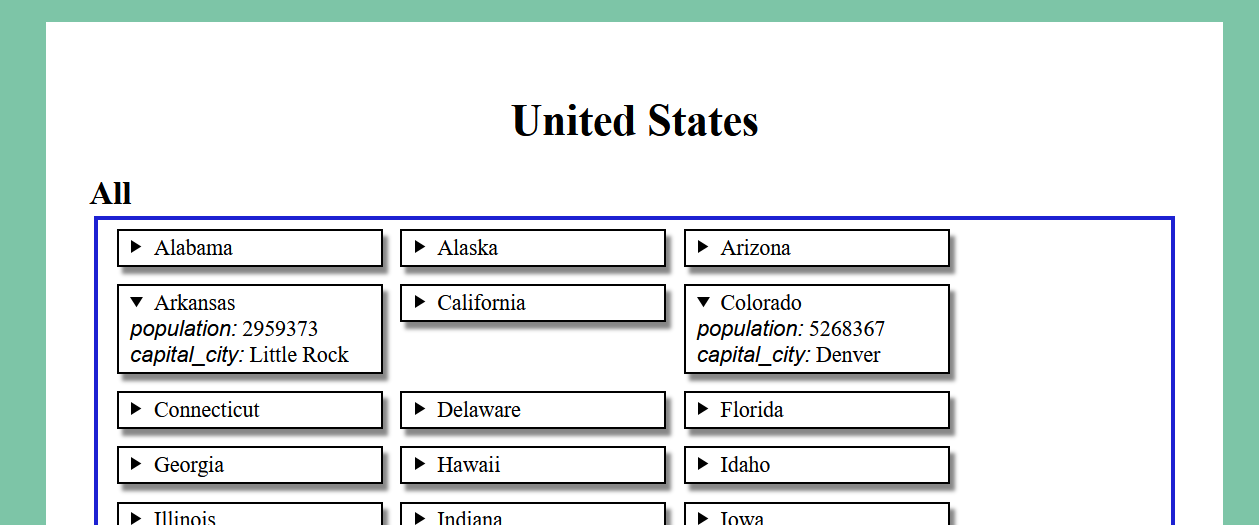 United States
All
Alabama
Alaska
Arizona
Arkansas
population: 2959373
capital_city: Little Rock
California
Colorado
population: 5268367
capital_city: Denver
Connecticut
Delaware
Florida
Georgia
Hawaii
Idaho
Illinois
Indiana
Iowa